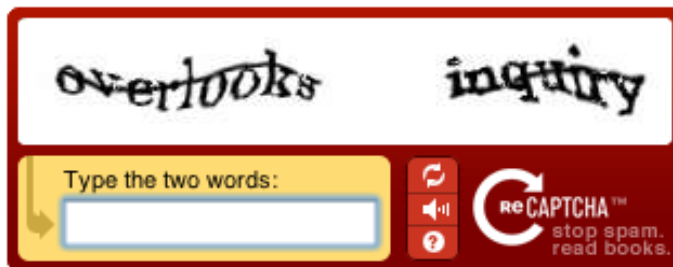 overlooks inquiry
Type the two words:
ReCAPTCHA™
stop spam.
read books.